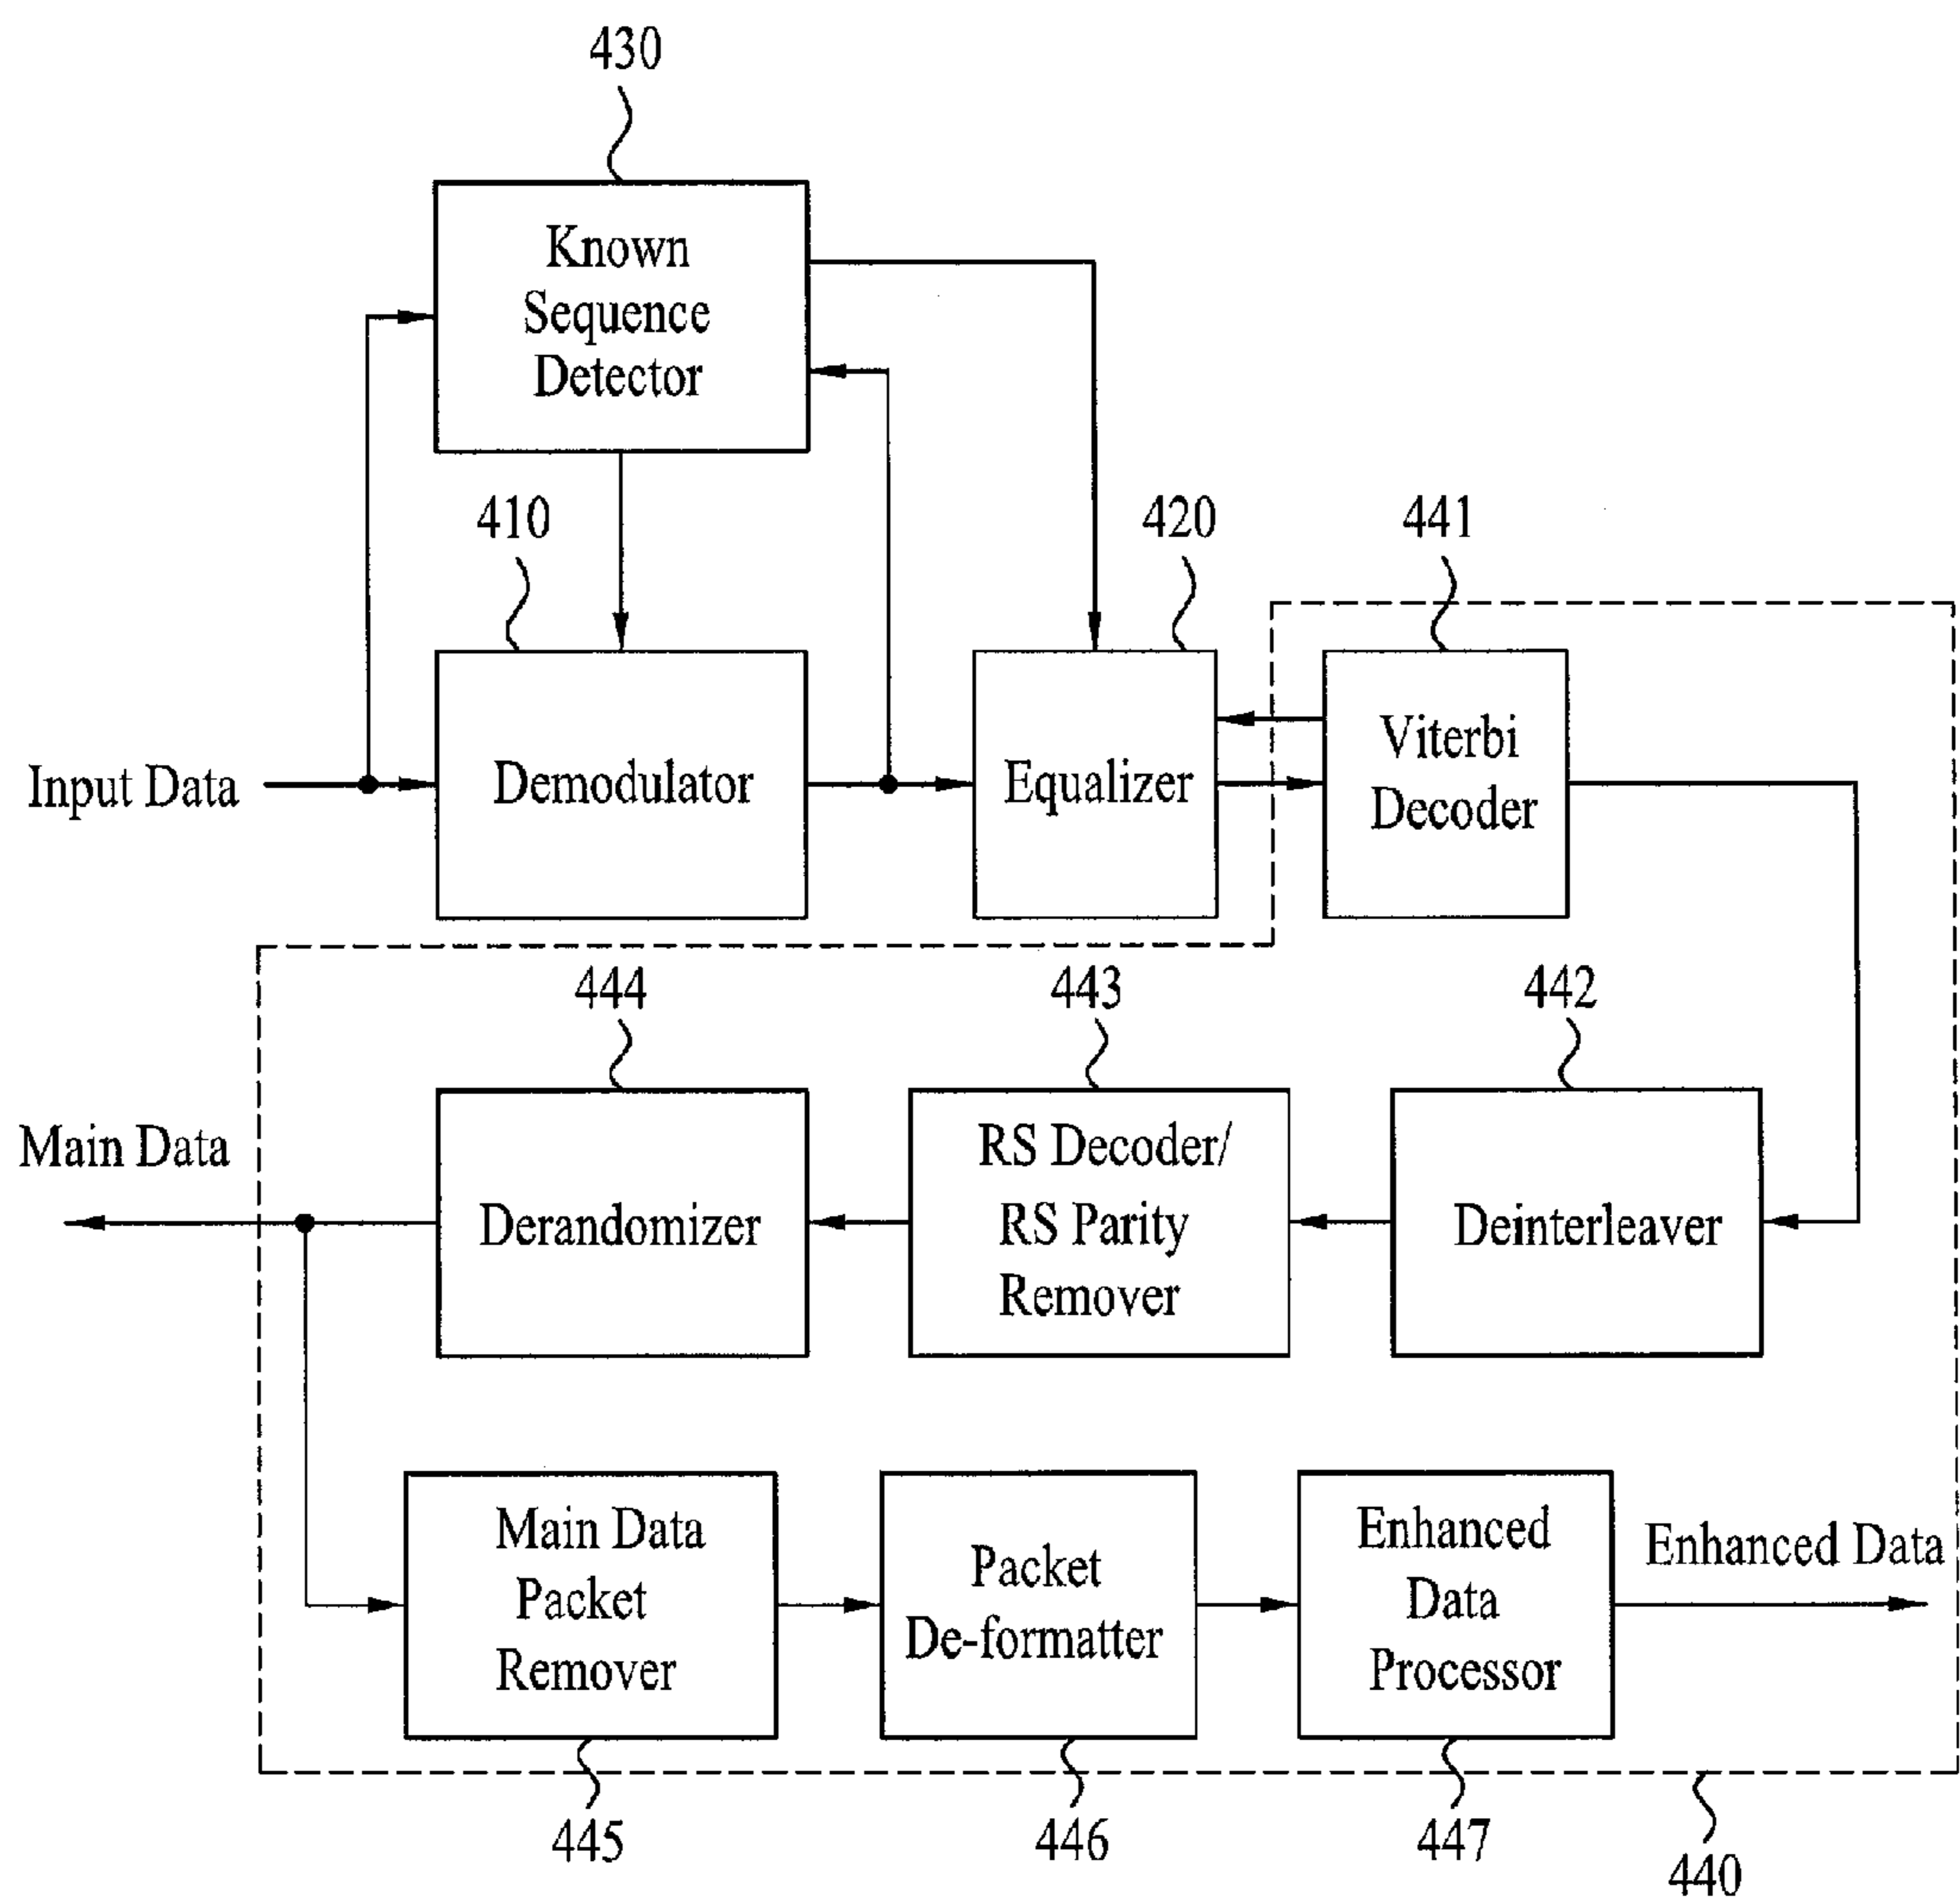 430
Known
Sequence
Detector
410
420
441
Input Data
Demodulator
Equalizer
Viterbi
Decoder
444
443
442
Main Data
Derandomizer
RS Decoder/
RS Parity
Remover
Deinterleaver
Main Data
Packet
Remover
Packet
De-formatter
Enhanced
Data
Processor
Enhanced Data
445
446
447
440